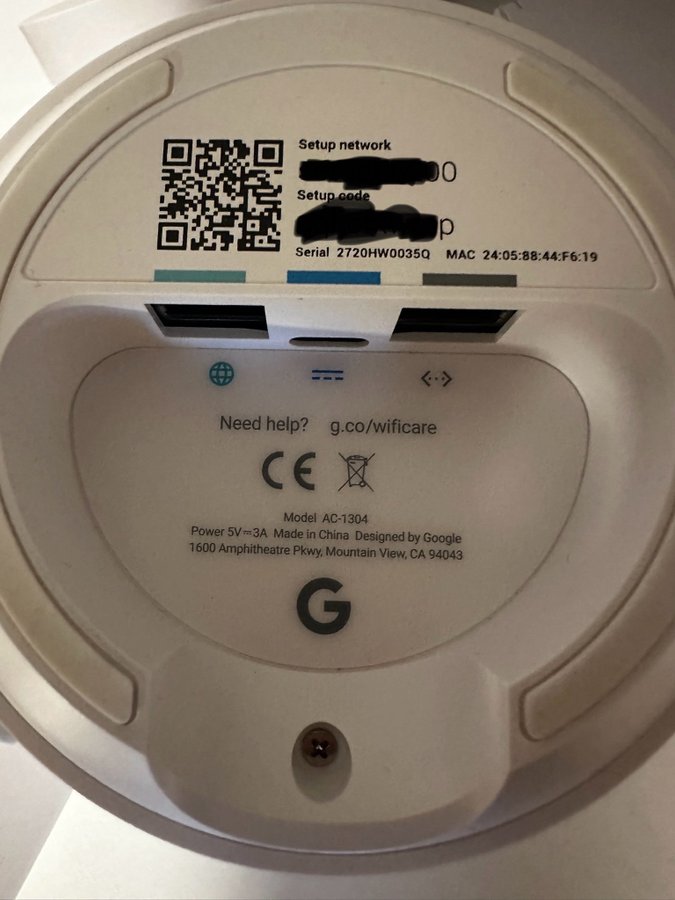 Setup network
Setup code
Serial 2720HW0035Q MAC 24:05:88:44:F6:19
Need help? g.co/wificare
CE
Model AC-1304
Power 5V⎓3A Made in China Designed by Google
1600 Amphitheatre Pkwy, Mountain View, CA 94043
G